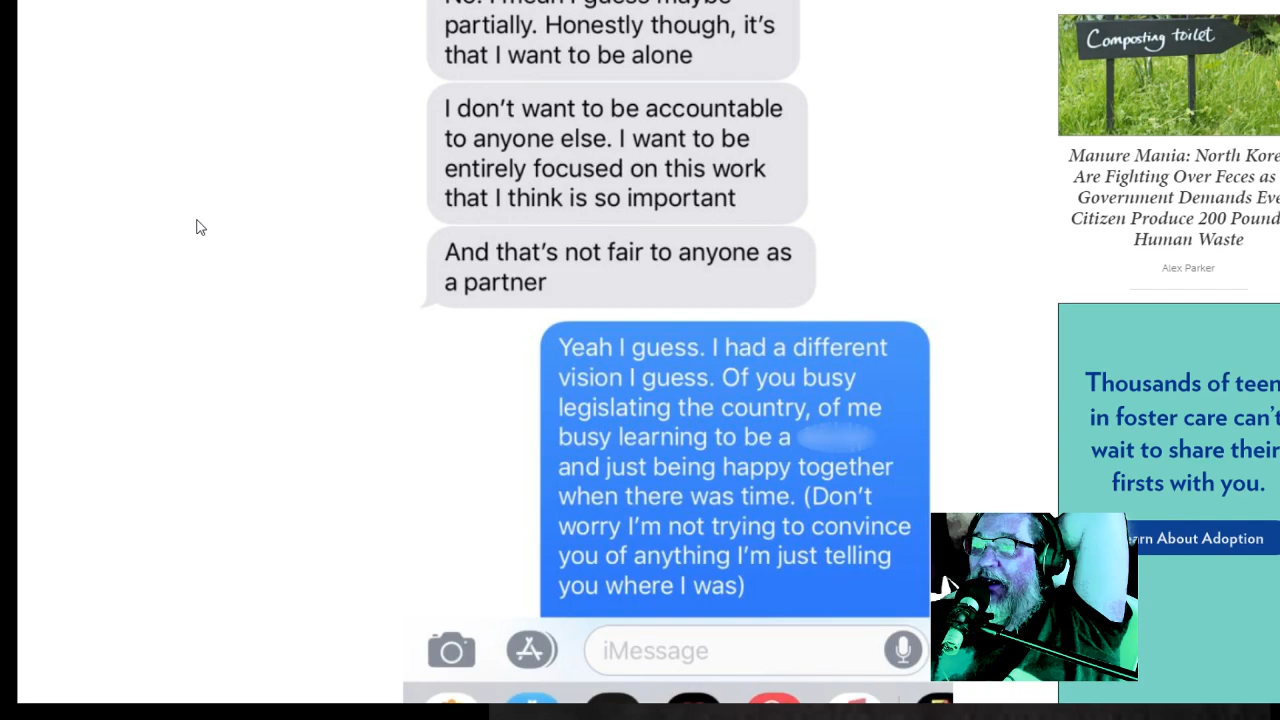 No. I mean I guess maybe
partially. Honestly though, it's
that I want to be alone
I don't want to be accountable
to anyone else. I want to be
entirely focused on this work
that I think is so important
And that's not fair to anyone as
a partner
Yeah I guess. I had a different
vision I guess. Of you busy
legislating the country, of me
busy learning to be a
and just being happy together
when there was time. (Don't
worry I'm not trying to convince
you of anything I'm just telling
you where I was)
iMessage
Composting toilet
Manure Mania: North Kore
Are Fighting Over Feces as
Government Demands Eve
Citizen Produce 200 Pound
Human Waste
Alex Parker
Thousands of teen
in foster care can't
wait to share their
firsts with you.
earn About Adoption